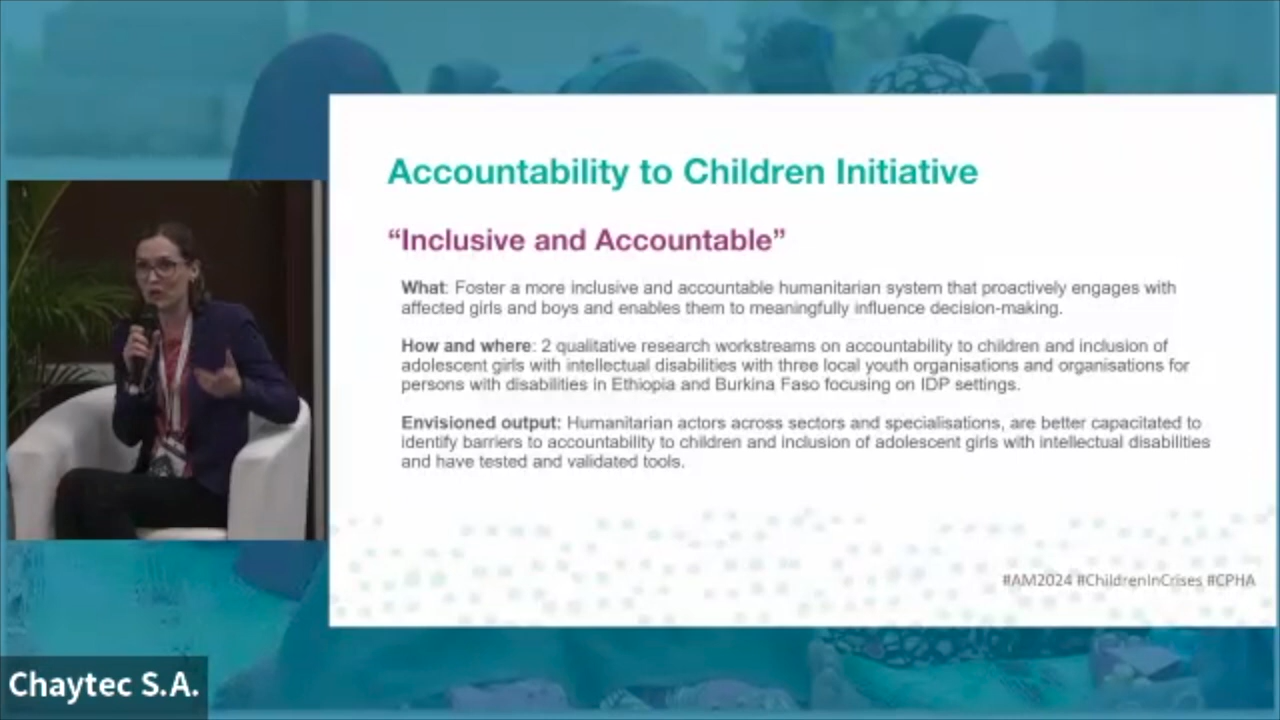 Accountability to Children Initiative
“Inclusive and Accountable”
What: Foster a more inclusive and accountable humanitarian system that proactively engages with
affected girls and boys and enables them to meaningfully influence decision-making.
How and where: 2 qualitative research workstreams on accountability to children and inclusion of
adolescent girls with intellectual disabilities with three local youth organisations and organisations for
persons with disabilities in Ethiopia and Burkina Faso focusing on IDP settings.
Envisioned output: Humanitarian actors across sectors and specialisations, are better capacitated to
identify barriers to accountability to children and inclusion of adolescent girls with intellectual disabilities
and have tested and validated tools.
#AM2024 #ChildrenInCrises #CPHA
Chaytec S.A.